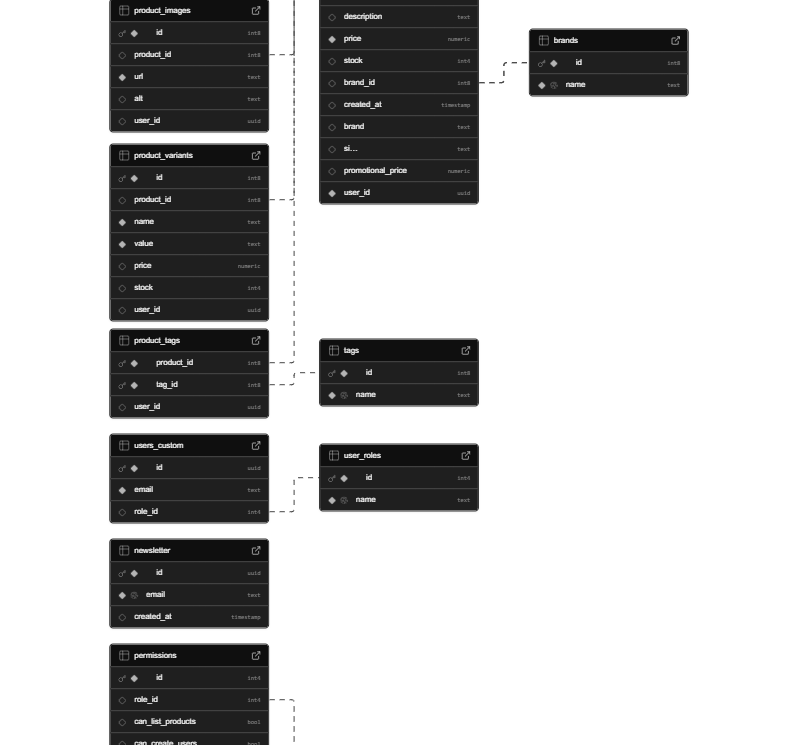 product_images
id int8
product_id int8
url text
alt text
user_id uuid
product_variants
id int8
product_id int8
name text
value text
price numeric
stock int4
user_id uuid
product_tags
product_id int8
tag_id int8
user_id uuid
users_custom
id uuid
email text
role_id int4
newsletter
id uuid
email text
created_at timestamp
permissions
id int4
role_id int4
can_list_products bool
can_create_users bool
description text
price numeric
stock int4
brand_id int8
created_at timestamp
brand text
si... text
promotional_price numeric
user_id uuid
tags
id int8
name text
user_roles
id int4
name text
brands
id int8
name text